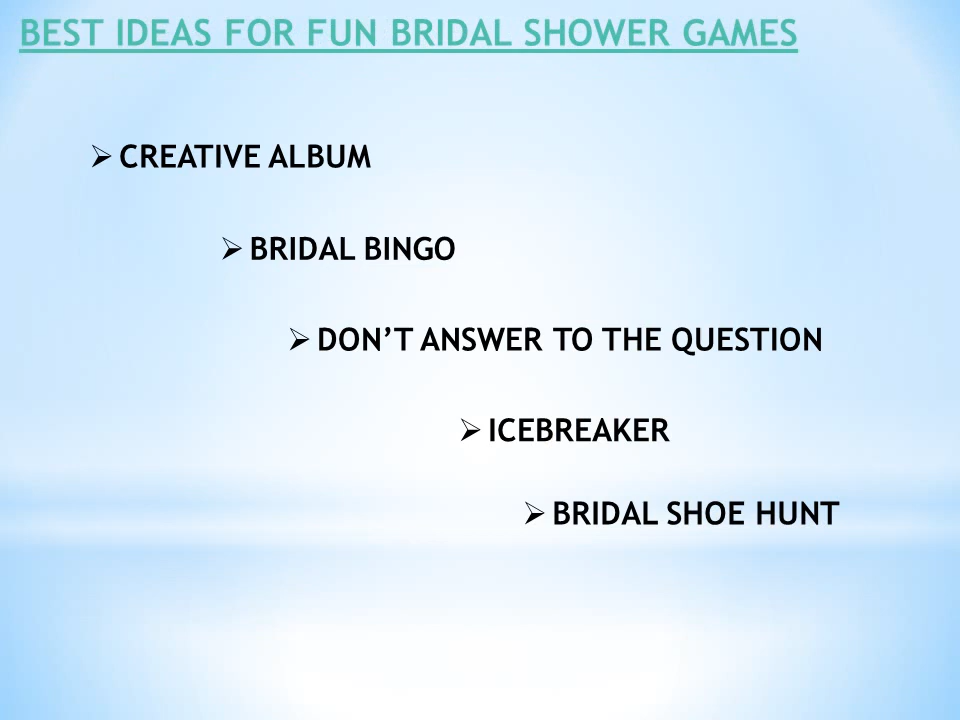 BEST IDEAS FOR FUN BRIDAL SHOWER GAMES
➢ CREATIVE ALBUM
➢ BRIDAL BINGO
➢ DON’T ANSWER TO THE QUESTION
➢ ICEBREAKER
➢ BRIDAL SHOE HUNT